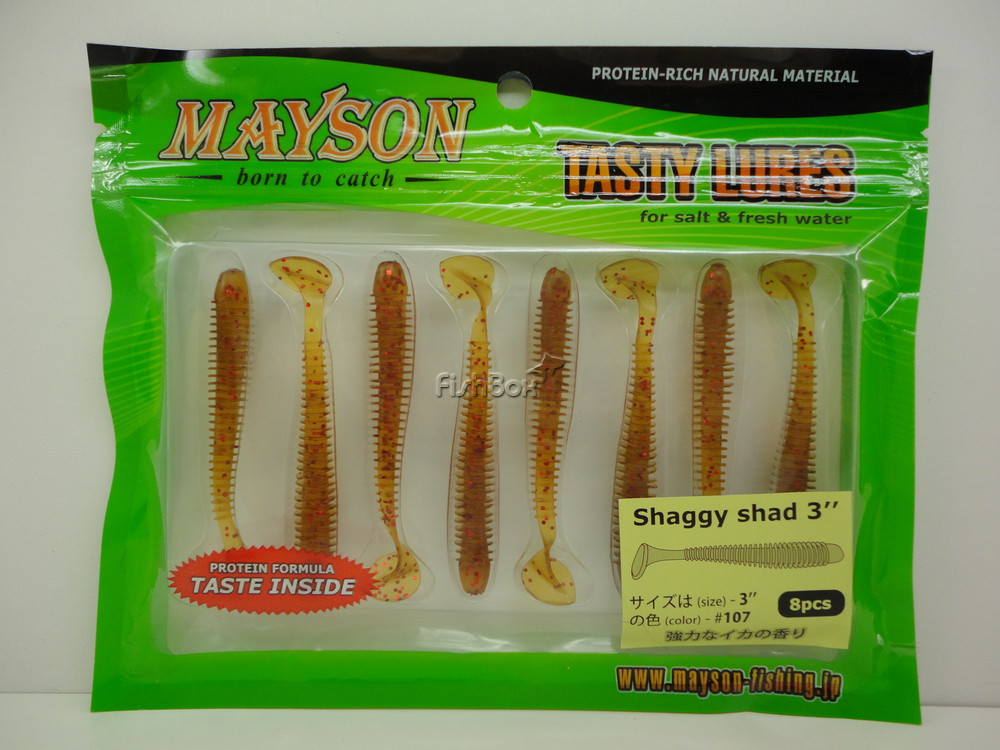 PROTEIN-RICH NATURAL MATERIAL
MAYSON
born to catch
TASTY LURES
for salt & fresh water
FishBox
PROTEIN FORMULA
TASTE INSIDE
Shaggy shad 3’’
サイズは (size) - 3’’
の色 (color) - #107
8pcs
強力なイカの香り
www.mayson-fishing.jp